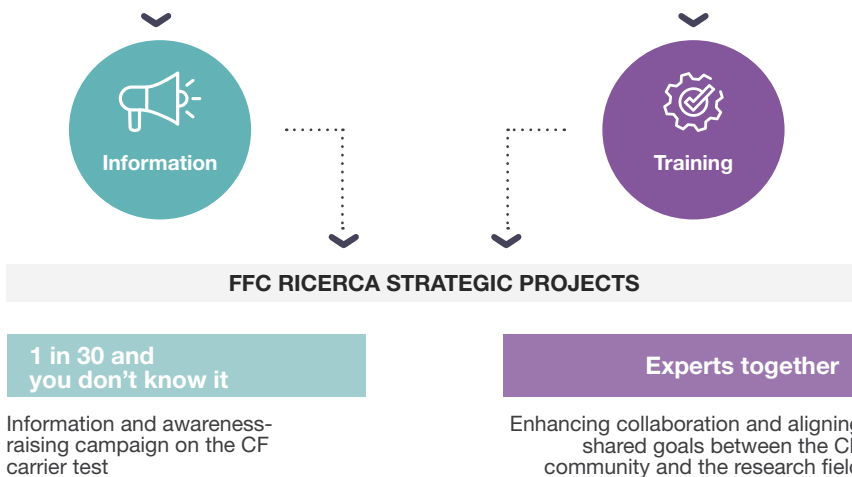 Information
Training
FFC RICERCA STRATEGIC PROJECTS
1 in 30 and
you don't know it
Information and awareness-
raising campaign on the CF
carrier test
Experts together
Enhancing collaboration and aligning
shared goals between the
community and the research field